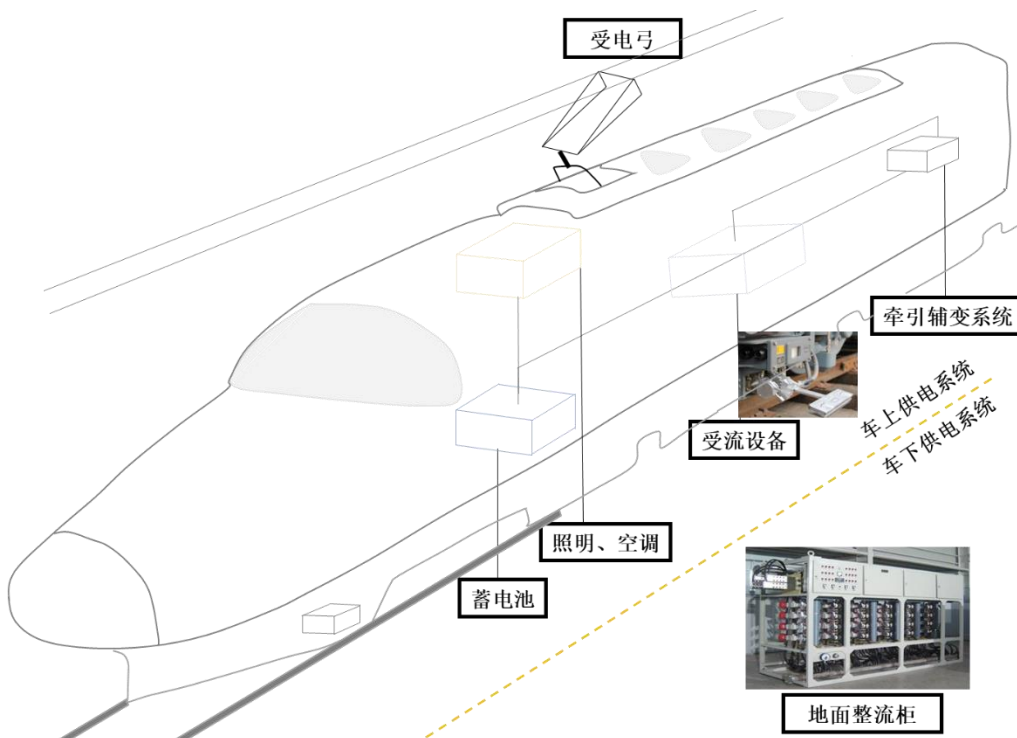 受电弓
牵引辅变系统
受流设备
车上供电系统
车下供电系统
照明、空调
蓄电池
地面整流柜